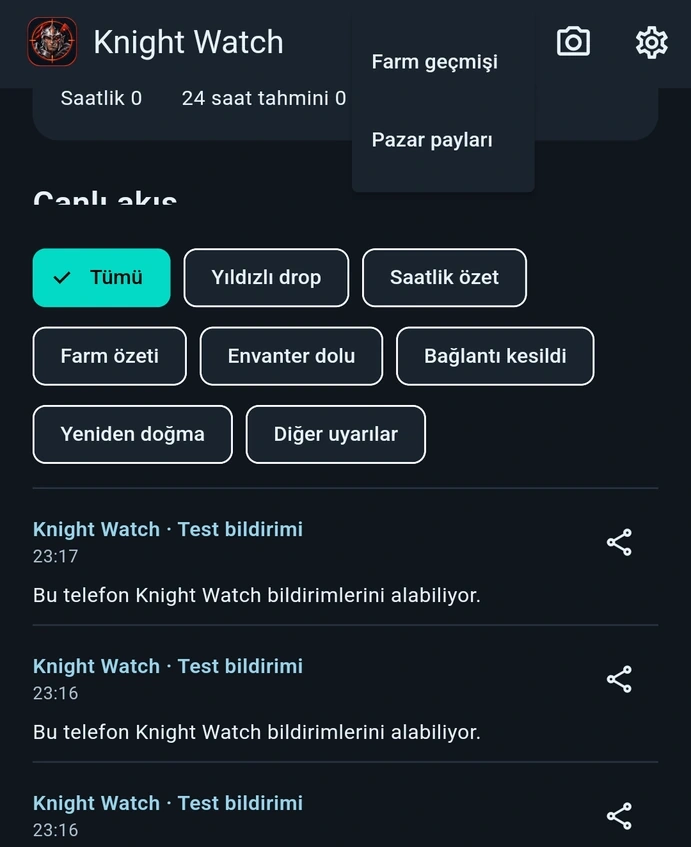 Knight Watch
Farm geçmişi
Pazar payları
Saatlik 0 24 saat tahmini 0
Canlı akış
Tümü Yıldızlı drop Saatlik özet
Farm özeti Envanter dolu Bağlantı kesildi
Yeniden doğma Diğer uyarılar
Knight Watch · Test bildirimi
23:17
Bu telefon Knight Watch bildirimlerini alabiliyor.
Knight Watch · Test bildirimi
23:16
Bu telefon Knight Watch bildirimlerini alabiliyor.
Knight Watch · Test bildirimi
23:16